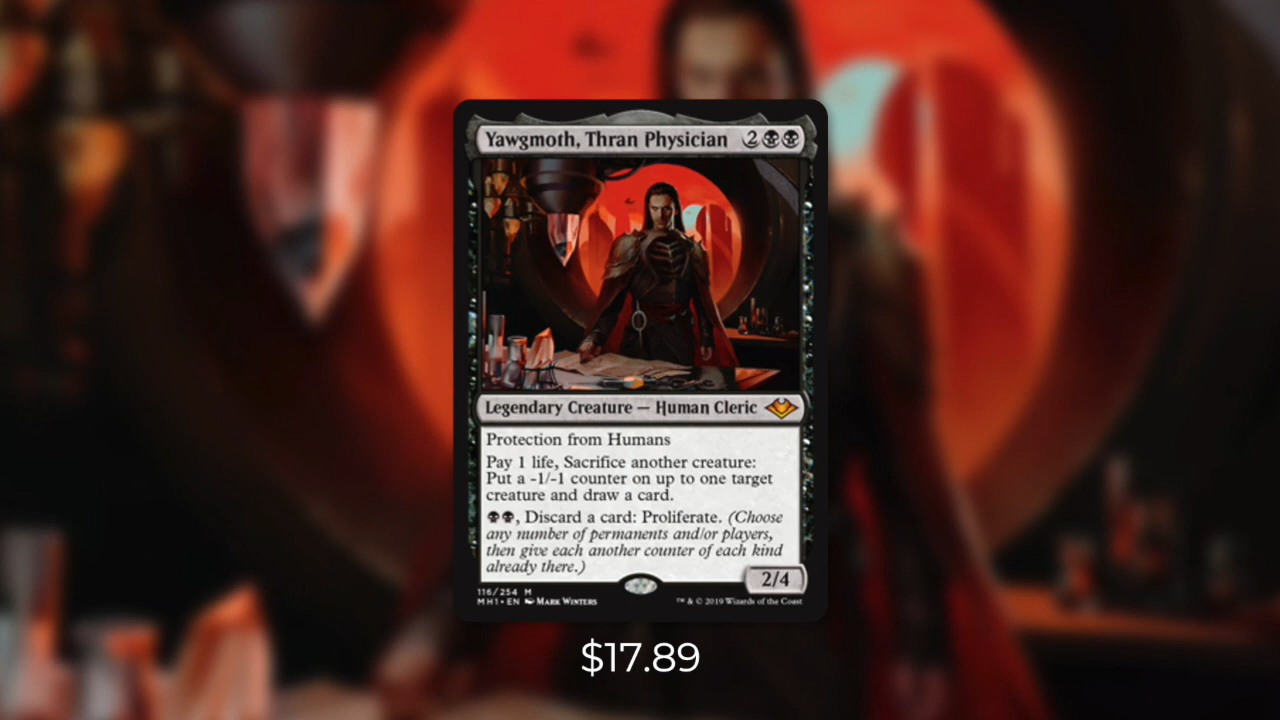 Yawgmoth, Thran Physician 2
Legendary Creature — Human Cleric
Protection from Humans
Pay 1 life, Sacrifice another creature:
Put a -1/-1 counter on up to one target
creature and draw a card.
, Discard a card: Proliferate. (Choose
any number of permanents and/or players,
then give each another counter of each kind
already there.)
2/4
116/254 M
MH1 • EN Mark Winters
™ & © 2019 Wizards of the Coast
$17.89